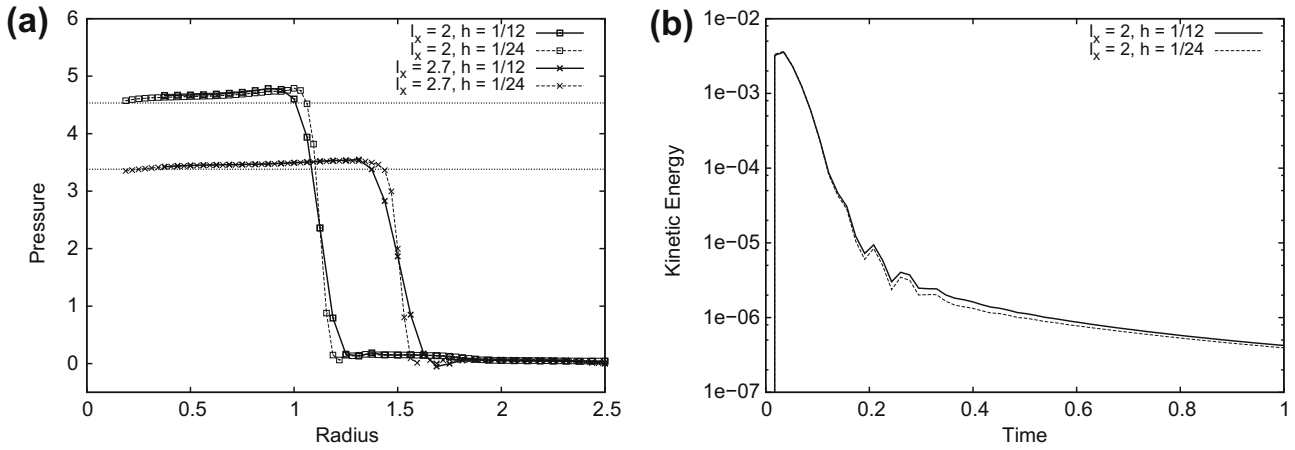 (a)
6
5
4
3
2
1
0
Pressure
0
0.5
1
1.5
2
2.5
Radius
l_x = 2, h = 1/12
l_x = 2, h = 1/24
l_x = 2.7, h = 1/12
l_x = 2.7, h = 1/24
(b)
1e-02
1e-03
1e-04
1e-05
1e-06
1e-07
Kinetic Energy
0
0.2
0.4
0.6
0.8
1
Time
l_x = 2, h = 1/12
l_x = 2, h = 1/24